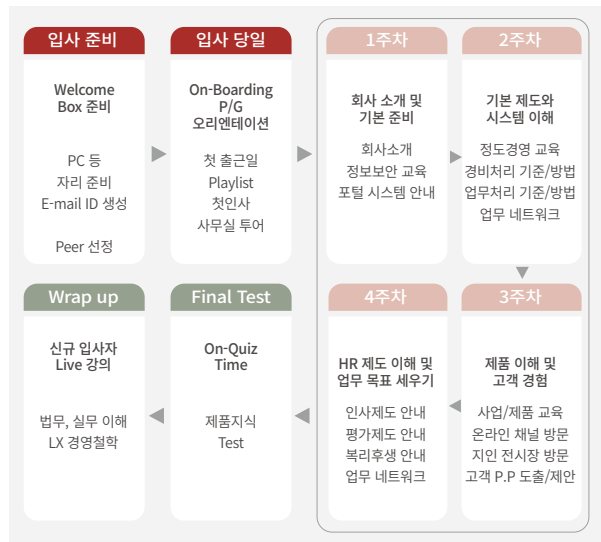 입사 준비
Welcome
Box 준비
PC 등
자리 준비
E-mail ID 생성
Peer 선정
입사 당일
On-Boarding
P/G
오리엔테이션
첫 출근일
Playlist
첫인사
사무실 투어
1주차
회사 소개 및
기본 준비
회사소개
정보보안 교육
포털 시스템 안내
2주차
기본 제도와
시스템 이해
정도경영 교육
경비처리 기준/방법
업무처리 기준/방법
업무 네트워크
3주차
제품 이해 및
고객 경험
사업/제품 교육
온라인 채널 방문
지인 전시장 방문
고객 P.P 도출/제안
4주차
HR 제도 이해 및
업무 목표 세우기
인사제도 안내
평가제도 안내
복리후생 안내
업무 네트워크
Final Test
On-Quiz
Time
제품지식
Test
Wrap up
신규 입사자
Live 강의
법무, 실무 이해
LX 경영철학